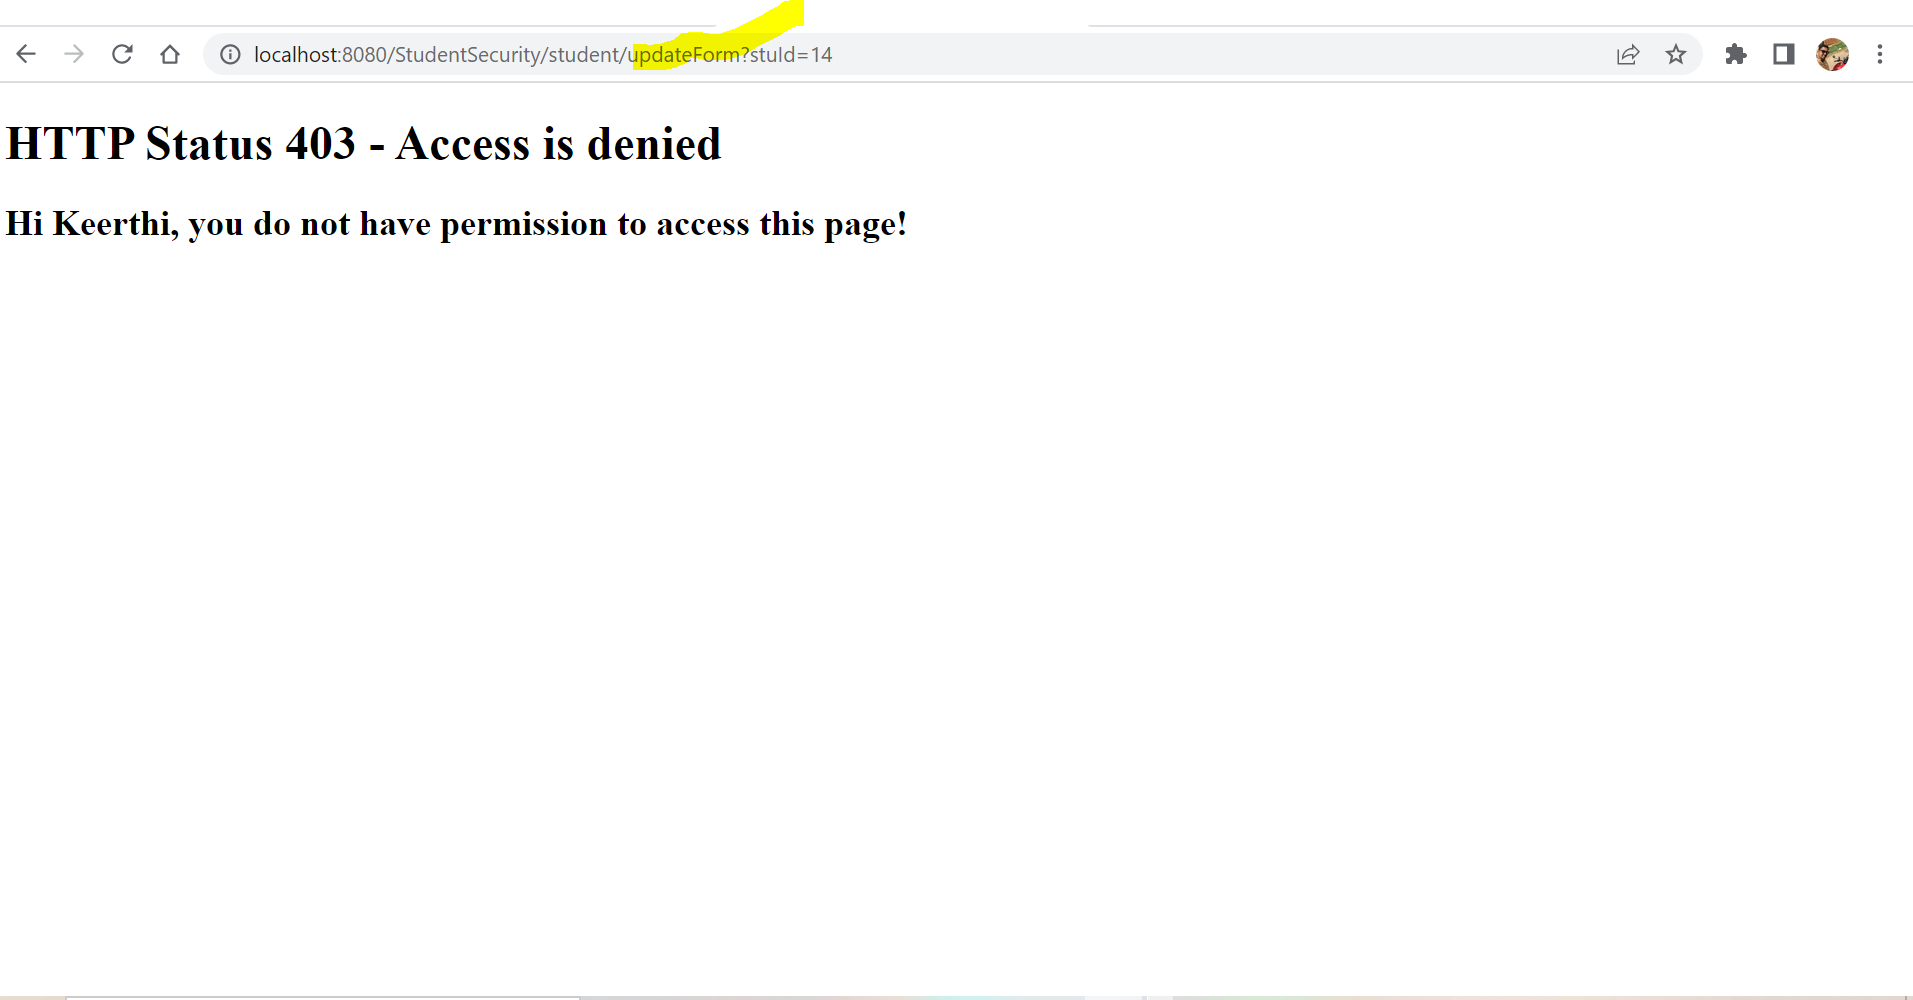 localhost:8080/StudentSecurity/student/updateForm?stuId=14
HTTP Status 403 - Access is denied
Hi Keerthi, you do not have permission to access this page!